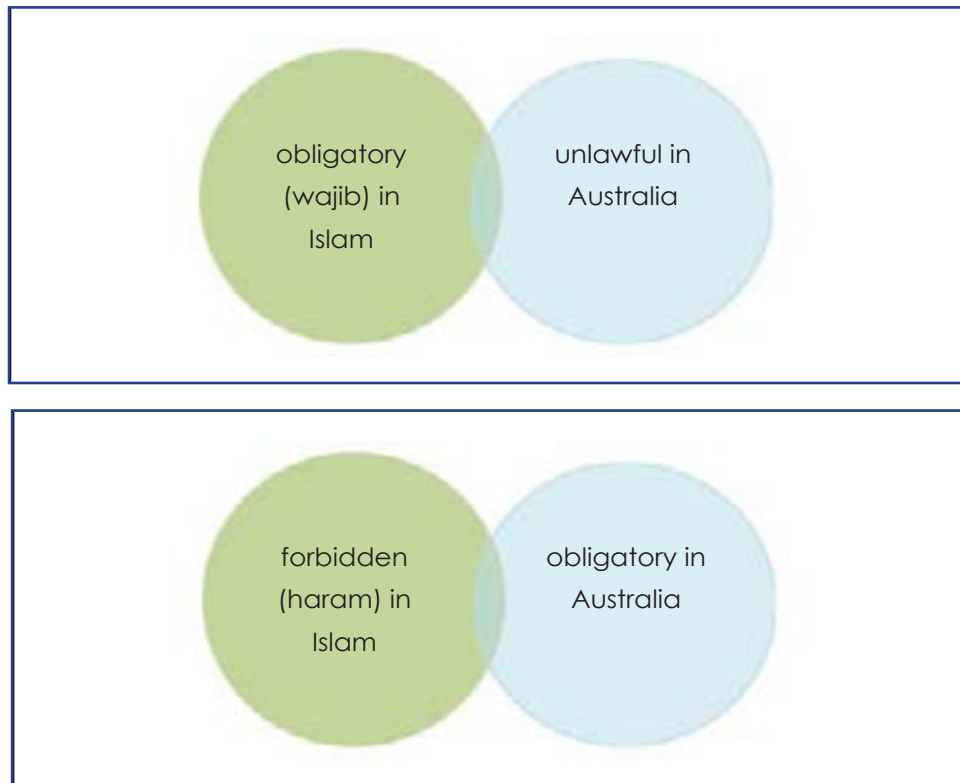 obligatory
(wajib) in
Islam
unlawful in
Australia
forbidden
(haram) in
Islam
obligatory in
Australia